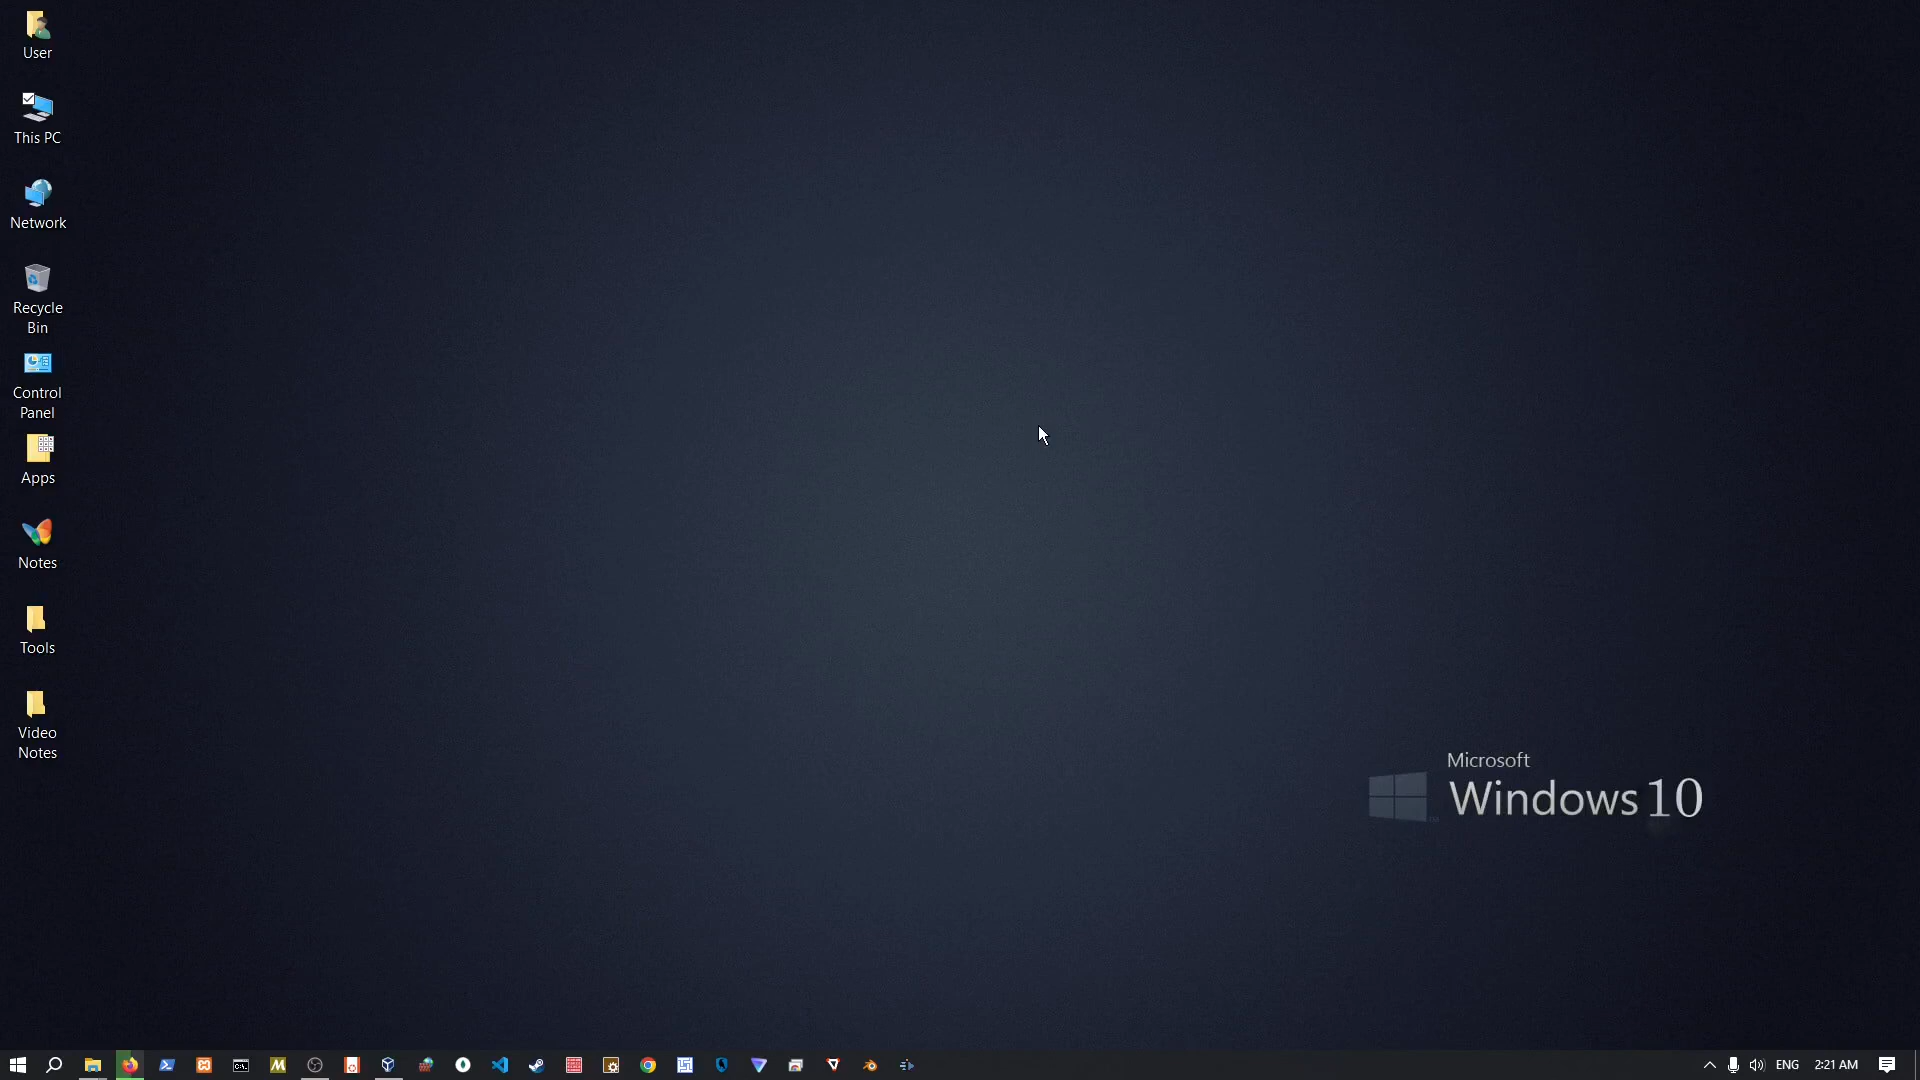 User
This PC
Network
Recycle
Bin
Control
Panel
Apps
Notes
Tools
Video
Notes
Microsoft
Windows 10
ENG
2:21 AM